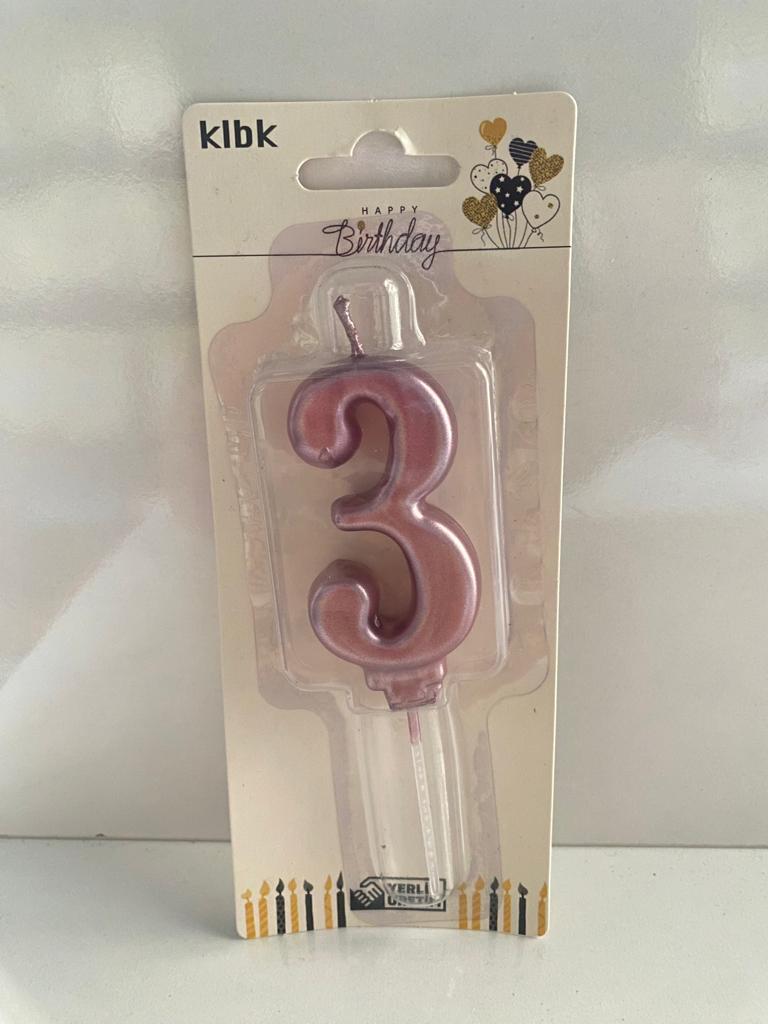 klbk
HAPPY
Birthday
3
YERLİ
ÜRETİM